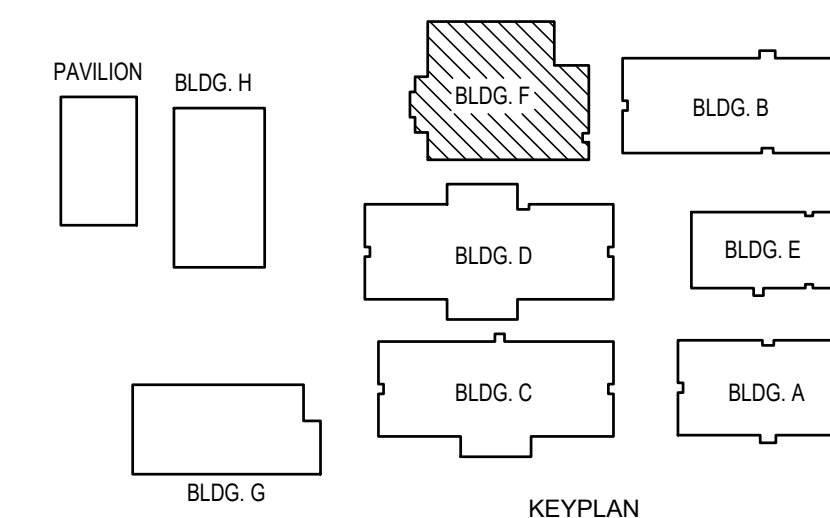 PAVILION
BLDG. H
BLDG. F
BLDG. B
BLDG. D
BLDG. E
BLDG. C
BLDG. A
BLDG. G
KEYPLAN